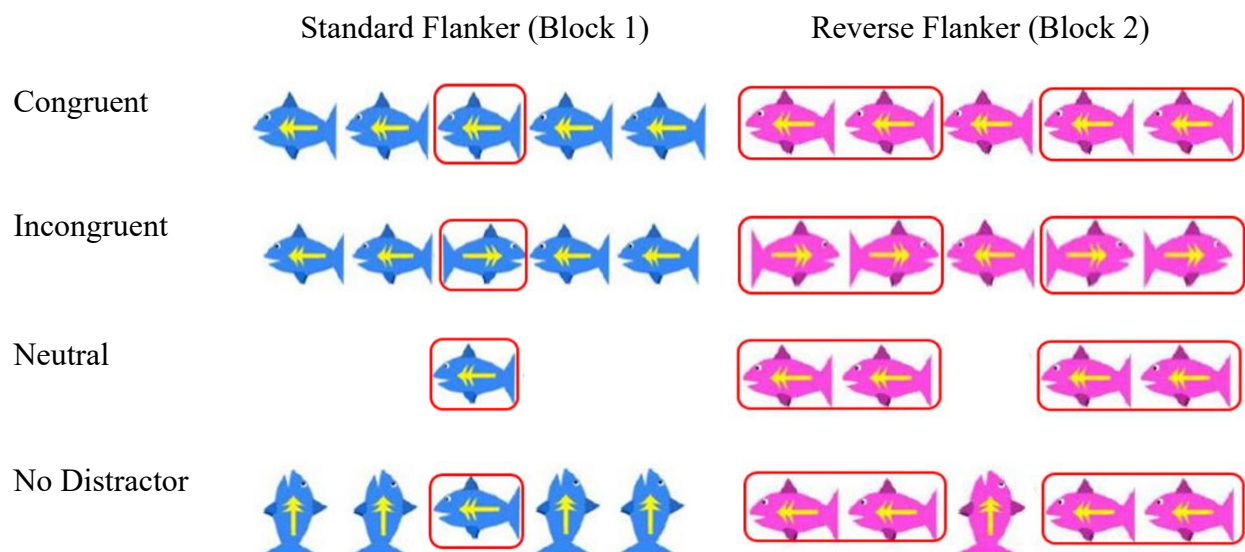 Standard Flanker (Block 1) Reverse Flanker (Block 2)
Congruent
Incongruent
Neutral
No Distractor